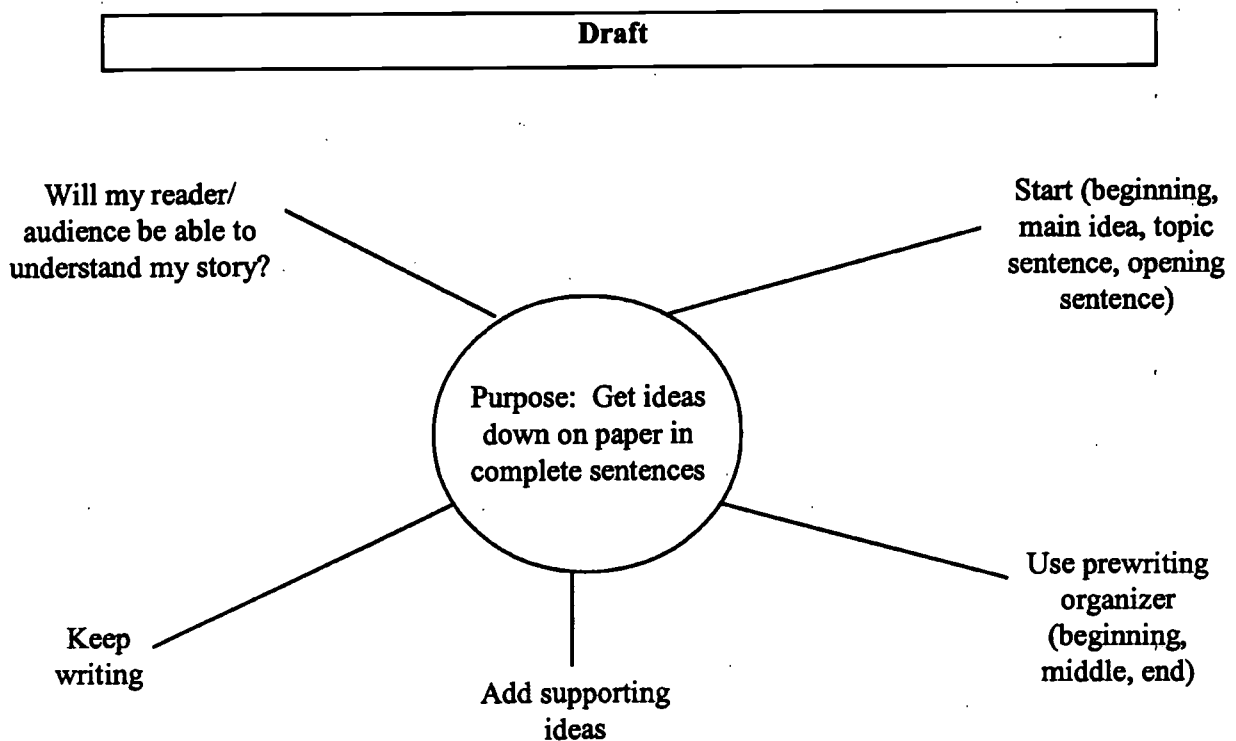 Draft
Will my reader/
audience be able to
understand my story?
Start (beginning,
main idea, topic
sentence, opening
sentence)
Purpose: Get ideas
down on paper in
complete sentences
Use prewriting
organizer
(beginning,
middle, end)
Add supporting
ideas
Keep
writing